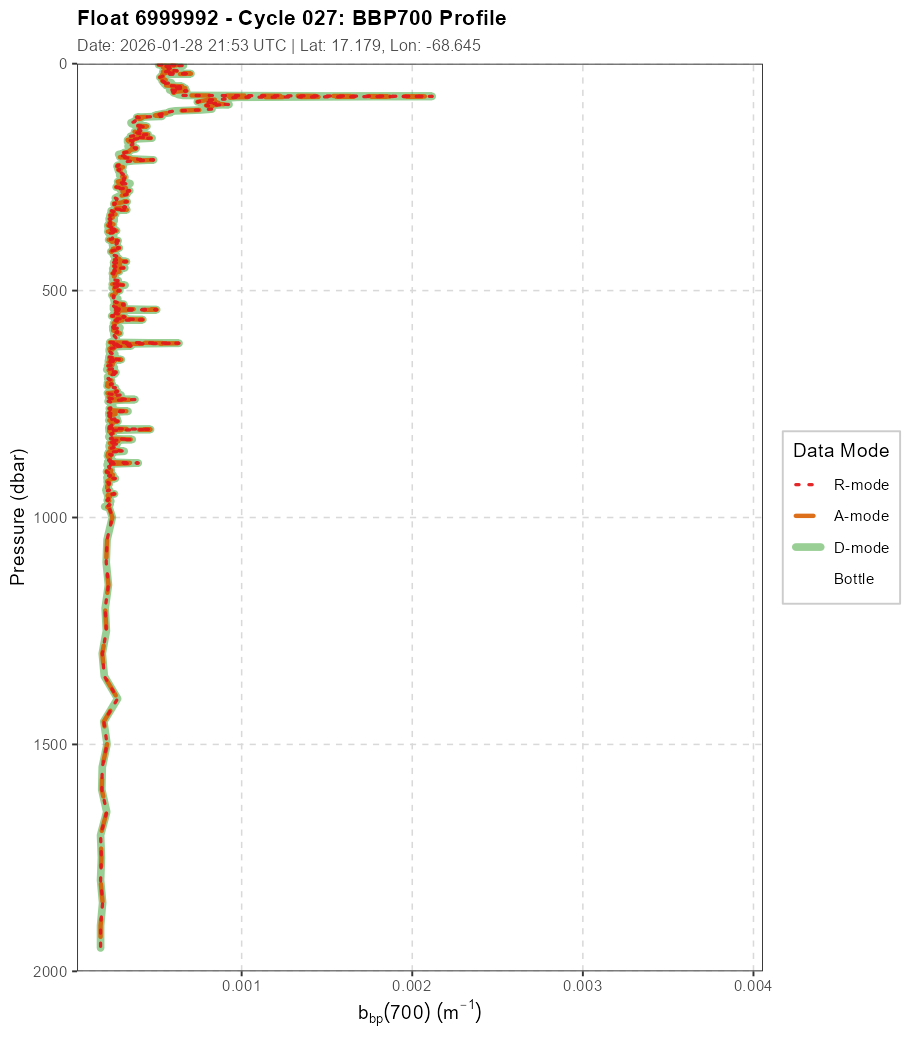 Float 6999992 - Cycle 027: BBP700 Profile
Date: 2026-01-28 21:53 UTC | Lat: 17.179, Lon: -68.645
0
500
1000
1500
2000
Pressure (dbar)
0.001 0.002 0.003 0.004
b_bp(700) (m⁻¹)
Data Mode
R-mode
A-mode
D-mode
Bottle